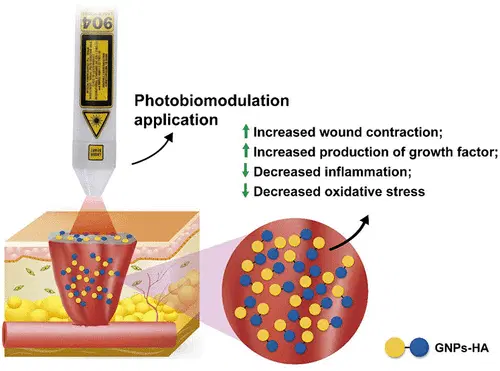 904
Photobiomodulation
application
Increased wound contraction;
Increased production of growth factor;
Decreased inflammation;
Decreased oxidative stress
GNPs-HA